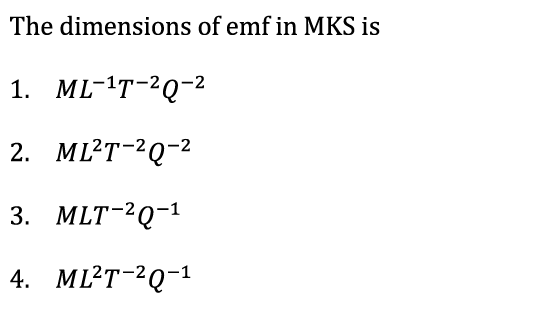 The dimensions of emf in MKS is
1. ML⁻¹T⁻²Q⁻²
2. ML²T⁻²Q⁻²
3. MLT⁻²Q⁻¹
4. ML²T⁻²Q⁻¹